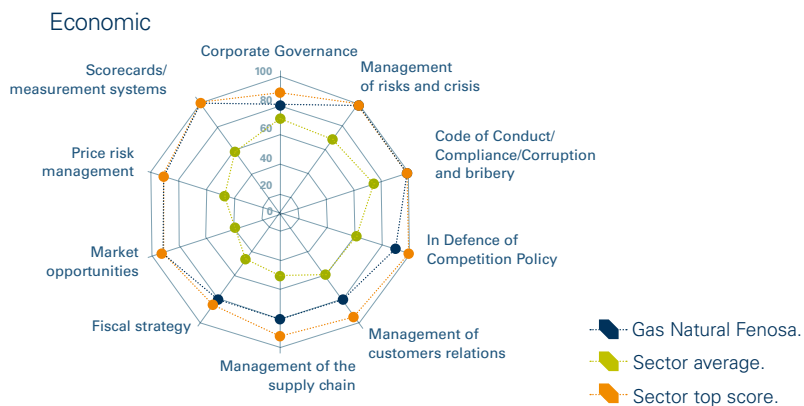 Economic
Corporate Governance
Scorecards/
measurement systems
Management
of risks and crisis
100
80
60
40
20
0
Code of Conduct/
Compliance/Corruption
and bribery
Price risk
management
In Defence of
Competition Policy
Market
opportunities
Fiscal strategy
Management of
customers relations
Management of the
supply chain
Gas Natural Fenosa.
Sector average.
Sector top score.